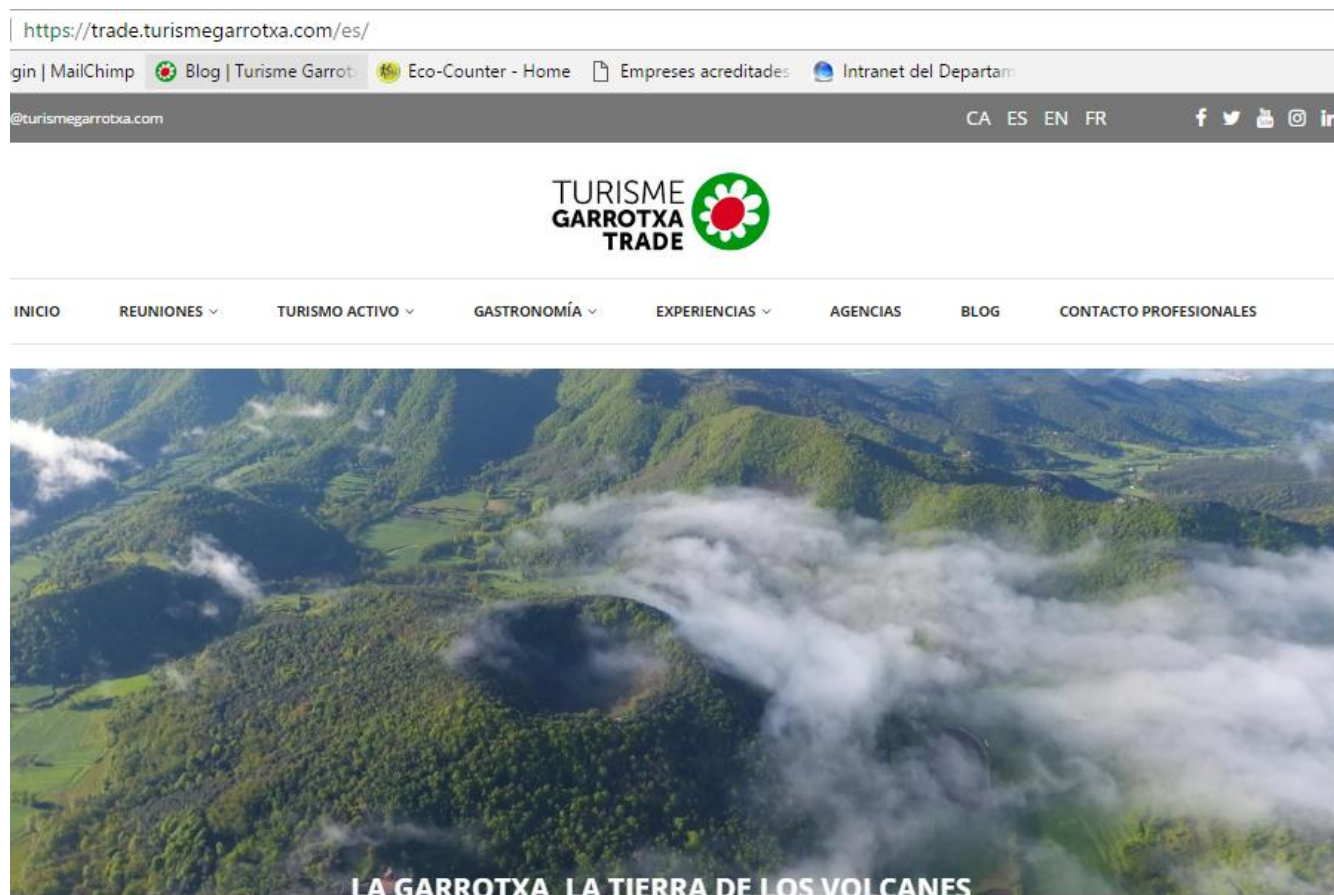 https://trade.turismegarrotxa.com/es/
gin | MailChimp Blog | Turisme Garrot Eco-Counter - Home Empreses acreditades Intranet del Departam
@turismegarrotxa.com CA ES EN FR
TURISME
GARROTXA
TRADE
INICIO REUNIONES TURISMO ACTIVO GASTRONOMÍA EXPERIENCIAS AGENCIAS BLOG CONTACTO PROFESIONALES
LA GARROTXA, LA TIERRA DE LOS VOLCANES